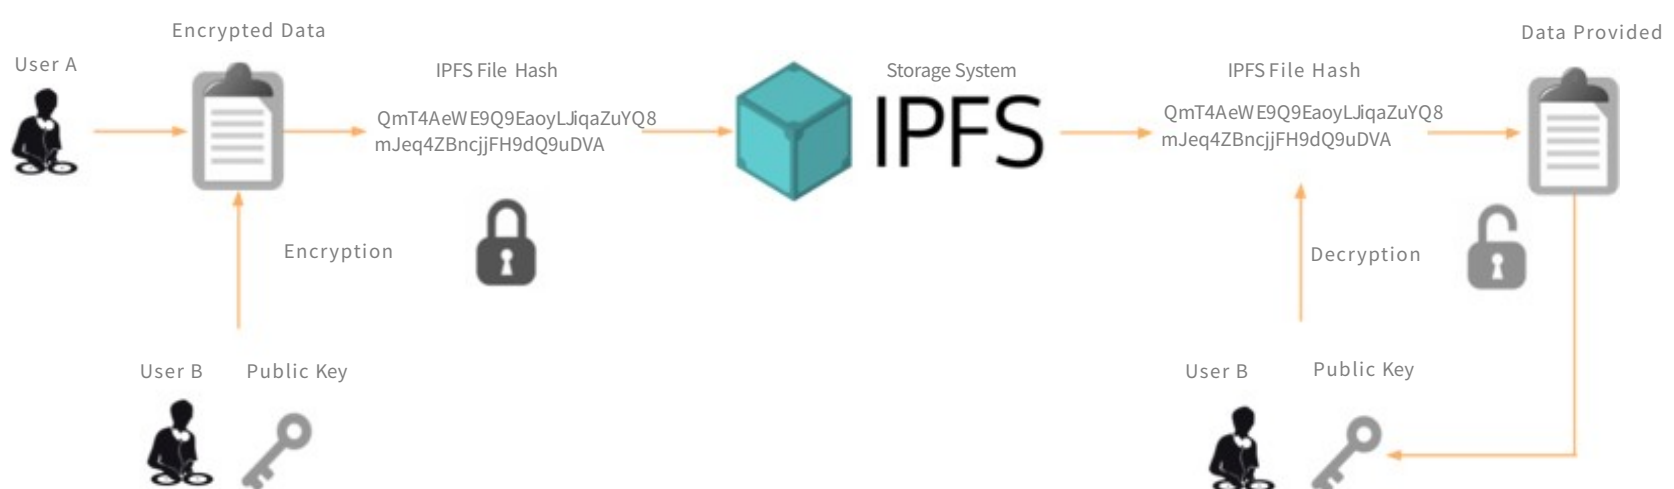 Encrypted Data
User A
IPFS File Hash
QmT4AeWE9Q9EaoyLJiqaZuYQ8
mJeq4ZBncjjFH9dQ9uDVA
Storage System
IPFS
IPFS File Hash
QmT4AeWE9Q9EaoyLJiqaZuYQ8
mJeq4ZBncjjFH9dQ9uDVA
Data Provided
Encryption
Decryption
User B
Public Key
User B
Public Key